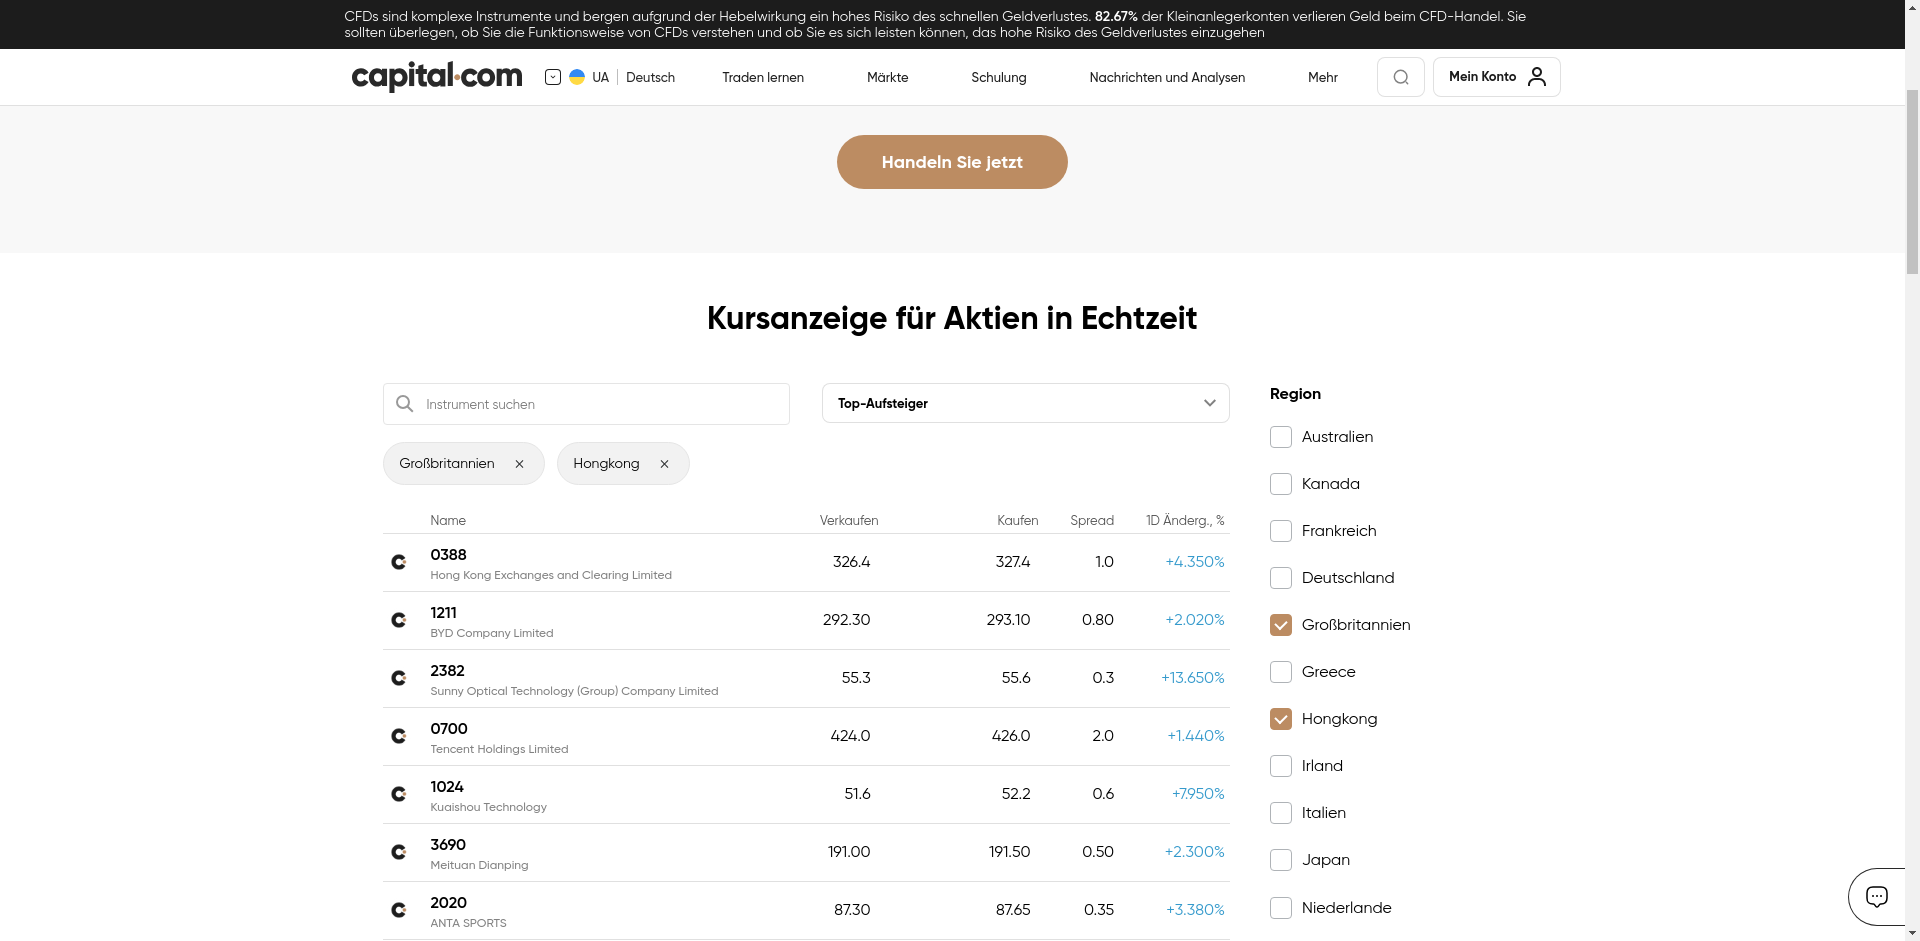 CFDs sind komplexe Instrumente und bergen aufgrund der Hebelwirkung ein hohes Risiko des schnellen Geldverlustes. 82.67% der Kleinanlegerkonten verlieren Geld beim CFD-Handel. Sie
sollten überlegen, ob Sie die Funktionsweise von CFDs verstehen und ob Sie es sich leisten können, das hohe Risiko des Geldverlustes einzugehen
capital.com UA Deutsch Traden lernen Märkte Schulung Nachrichten und Analysen Mehr Mein Konto
Handeln Sie jetzt
Kursanzeige für Aktien in Echtzeit
Instrument suchen
Top-Aufsteiger
Großbritannien
Hongkong
Name Verkaufen Kaufen Spread 1D Änderg., %
0388 326.4 327.4 1.0 +4.350%
Hong Kong Exchanges and Clearing Limited
1211 292.30 293.10 0.80 +2.020%
BYD Company Limited
2382 55.3 55.6 0.3 +13.650%
Sunny Optical Technology (Group) Company Limited
0700 424.0 426.0 2.0 +1.440%
Tencent Holdings Limited
1024 51.6 52.2 0.6 +7.950%
Kuaishou Technology
3690 191.00 191.50 0.50 +2.300%
Meituan Dianping
2020 87.30 87.65 0.35 +3.380%
ANTA SPORTS
Region
Australien
Kanada
Frankreich
Deutschland
Großbritannien
Greece
Hongkong
Irland
Italien
Japan
Niederlande